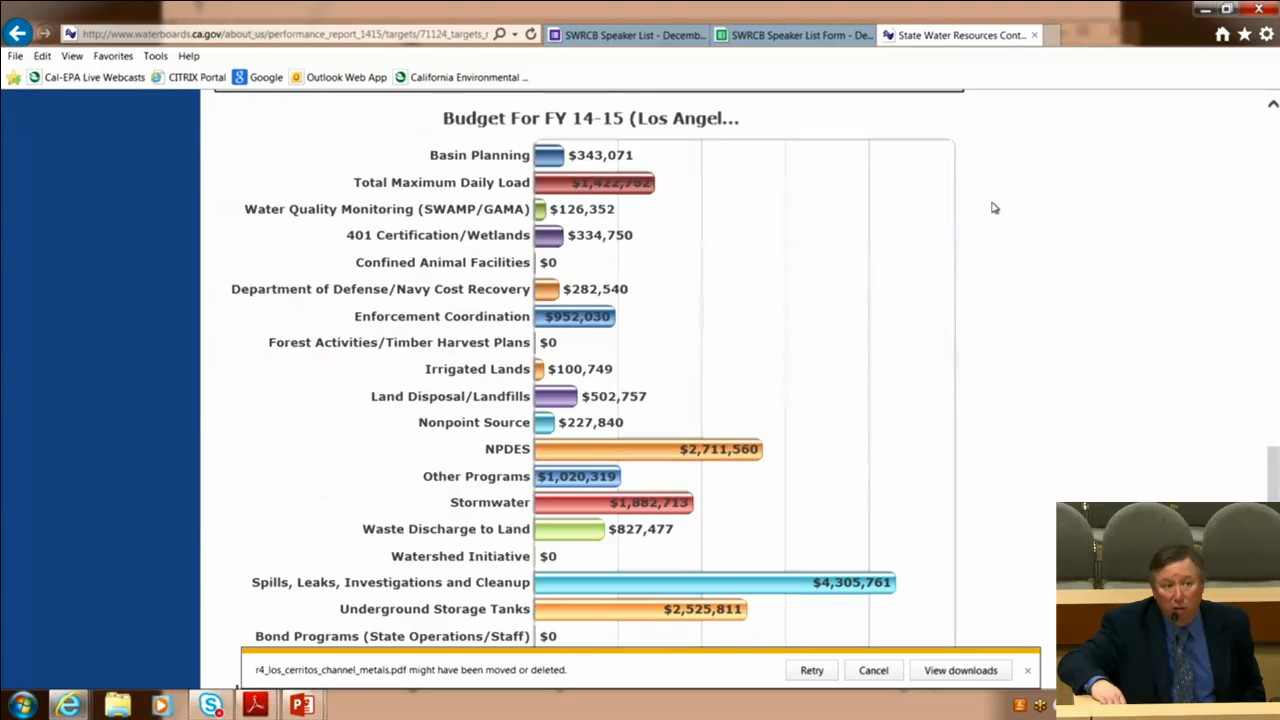 http://www.waterboards.ca.gov/about_us/performance_report_1415/targets/71124_targets_r
SWRCB Speaker List - Decemb...
SWRCB Speaker List Form - De...
State Water Resources Cont...
File Edit View Favorites Tools Help
Cal-EPA Live Webcasts CITRIX Portal Google Outlook Web App California Environmental ...
Budget For FY 14-15 (Los Angel...
Basin Planning $343,071
Total Maximum Daily Load $1,422,762
Water Quality Monitoring (SWAMP/GAMA) $126,352
401 Certification/Wetlands $334,750
Confined Animal Facilities $0
Department of Defense/Navy Cost Recovery $282,540
Enforcement Coordination $952,030
Forest Activities/Timber Harvest Plans $0
Irrigated Lands $100,749
Land Disposal/Landfills $502,757
Nonpoint Source $227,840
NPDES $2,711,560
Other Programs $1,020,319
Stormwater $1,882,713
Waste Discharge to Land $827,477
Watershed Initiative $0
Spills, Leaks, Investigations and Cleanup $4,305,761
Underground Storage Tanks $2,525,811
Bond Programs (State Operations/Staff) $0
r4_los_cerritos_channel_metals.pdf might have been moved or deleted. Retry Cancel View downloads